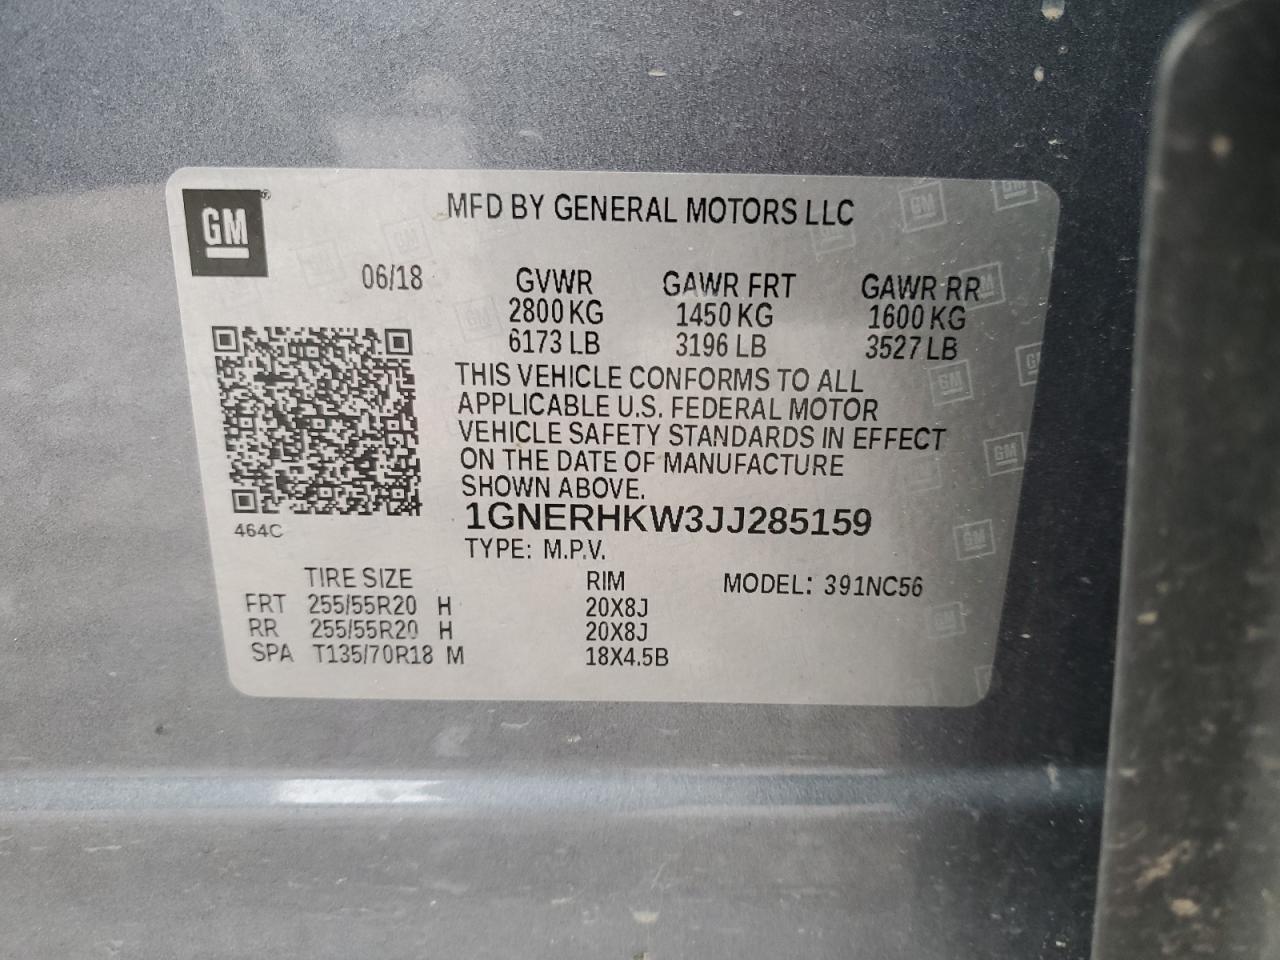 GM
MFD BY GENERAL MOTORS LLC
06/18
GVWR GAWR FRT GAWR RR
2800 KG 1450 KG 1600 KG
6173 LB 3196 LB 3527 LB
THIS VEHICLE CONFORMS TO ALL
APPLICABLE U.S. FEDERAL MOTOR
VEHICLE SAFETY STANDARDS IN EFFECT
ON THE DATE OF MANUFACTURE
SHOWN ABOVE.
464C
1GNERHKW3JJ285159
TYPE: M.P.V.
TIRE SIZE RIM MODEL: 391NC56
FRT 255/55R20 H 20X8J
RR 255/55R20 H 20X8J
SPA T135/70R18 M 18X4.5B